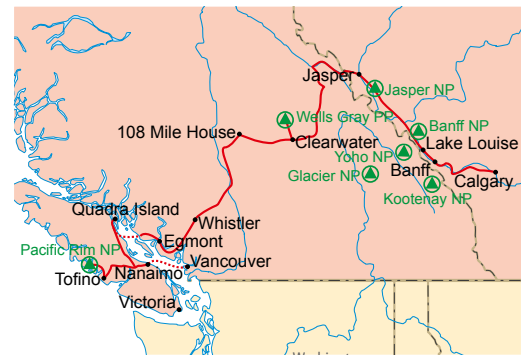 Jasper
Jasper NP
Wells Gray PP
108 Mile House
Clearwater
Banff NP
Lake Louise
Yoho NP
Banff
Glacier NP
Calgary
Kootenay NP
Quadra Island
Whistler
Egmont
Pacific Rim NP
Vancouver
Nanaimo
Tofino
Victoria